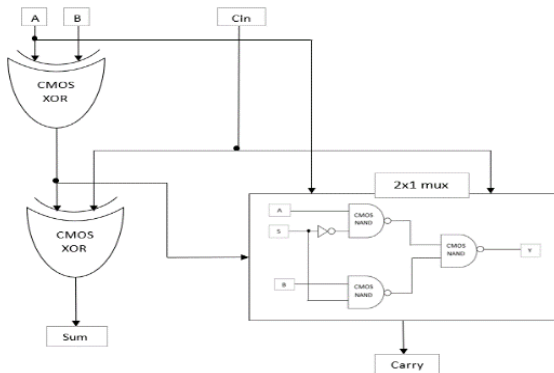 A
B
Cin
CMOS
XOR
2x1 mux
A
CMOS
NAND
S
CMOS
NAND
Y
CMOS
XOR
B
CMOS
NAND
Sum
Carry